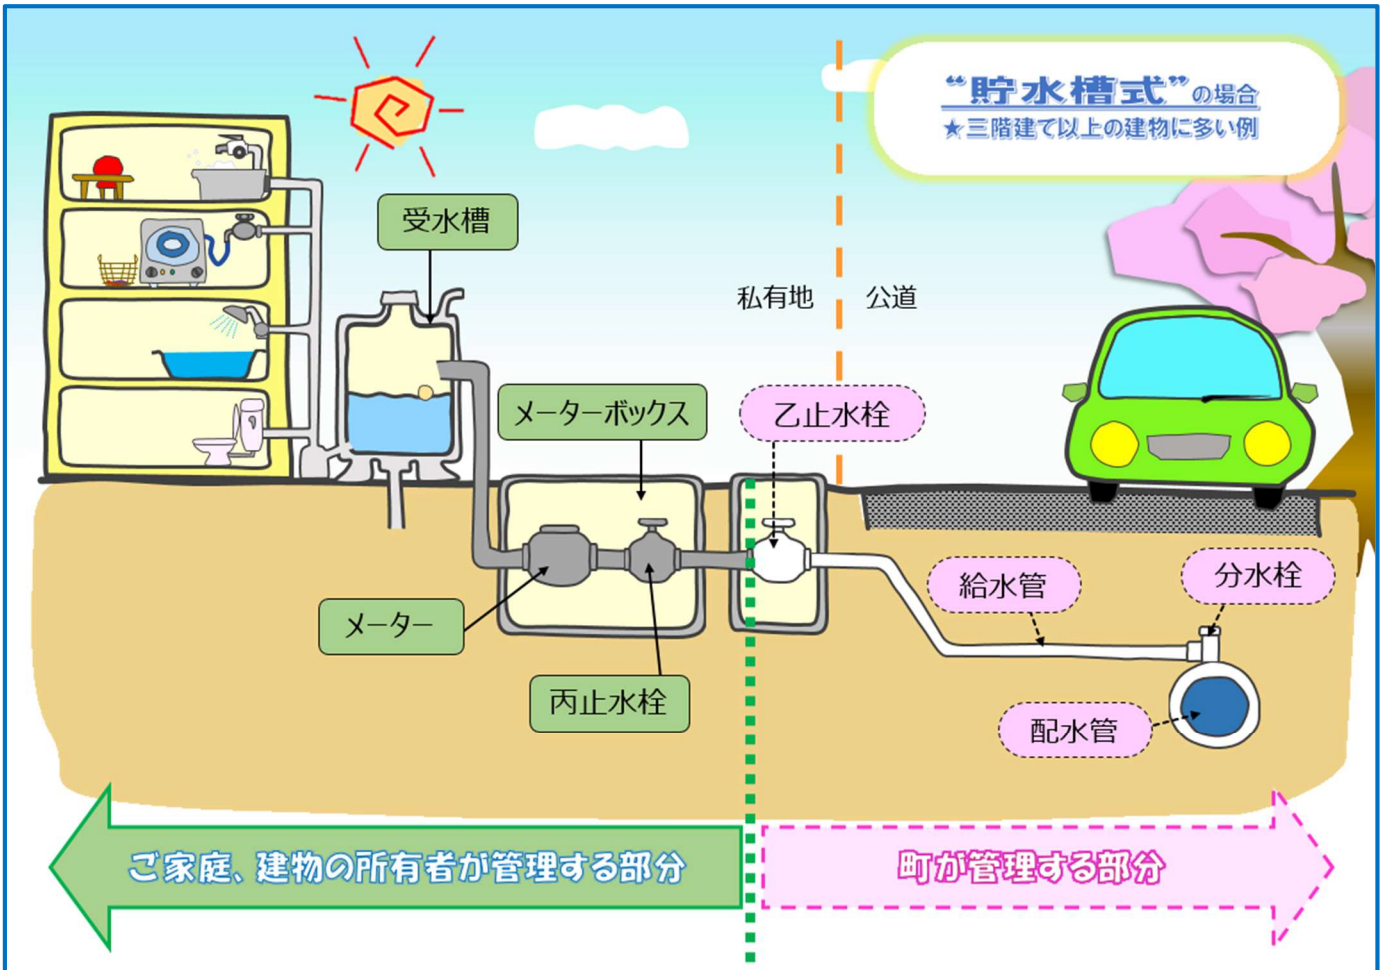 “貯水槽式”の場合
★三階建て以上の建物に多い例
受水槽
私有地
公道
メーターボックス
乙止水栓
給水管
分水栓
メーター
丙止水栓
配水管
ご家庭、建物の所有者が管理する部分
町が管理する部分